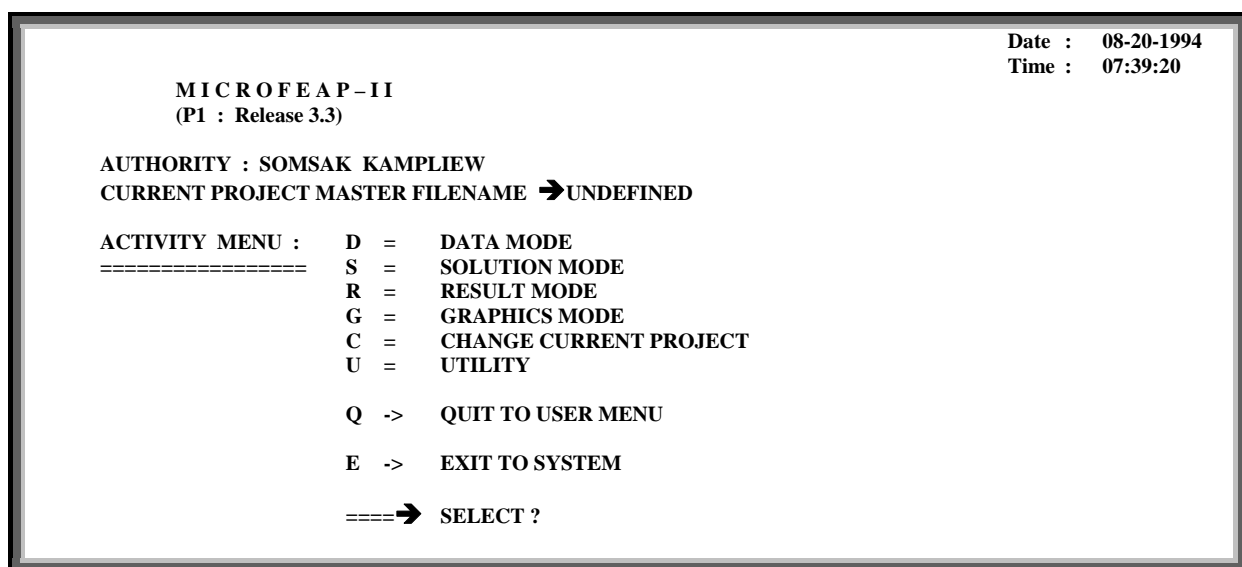 Date : 08-20-1994
Time : 07:39:20
M I C R O F E A P – I I
(P1 : Release 3.3)
AUTHORITY : SOMSAK KAMPLIEW
CURRENT PROJECT MASTER FILENAME ➔ UNDEFINED
ACTIVITY MENU : D = DATA MODE
================= S = SOLUTION MODE
R = RESULT MODE
G = GRAPHICS MODE
C = CHANGE CURRENT PROJECT
U = UTILITY
Q -> QUIT TO USER MENU
E -> EXIT TO SYSTEM
====➔ SELECT ?